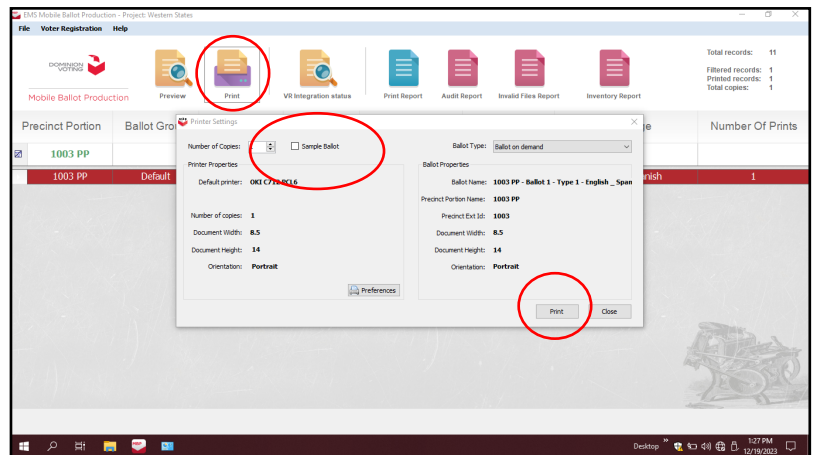 EMS Mobile Ballot Production - Project: Western States
File Voter Registration Help
DOMINION
VOTING
Mobile Ballot Production
Preview
Print
VR Integration status
Print Report
Audit Report
Invalid Files Report
Inventory Report
Total records: 11
Filtered records: 1
Printed records: 1
Total copies: 1
Precinct Portion
Ballot Gro
ge
Number Of Prints
1003 PP
1003 PP
Default
nish
1
Printer Settings
Number of Copies:
Sample Ballot
Ballot Type:
Ballot on demand
Printer Properties
Default printer: OKI C712 PCL6
Number of copies: 1
Document Width: 8.5
Document Height: 14
Orientation: Portrait
Preferences
Ballot Properties
Ballot Name: 1003 PP - Ballot 1 - Type 1 - English _ Span
Precinct Portion Name: 1003 PP
Precinct Ext Id: 1003
Document Width: 8.5
Document Height: 14
Orientation: Portrait
Print
Close
Desktop
1:27 PM
12/19/2023